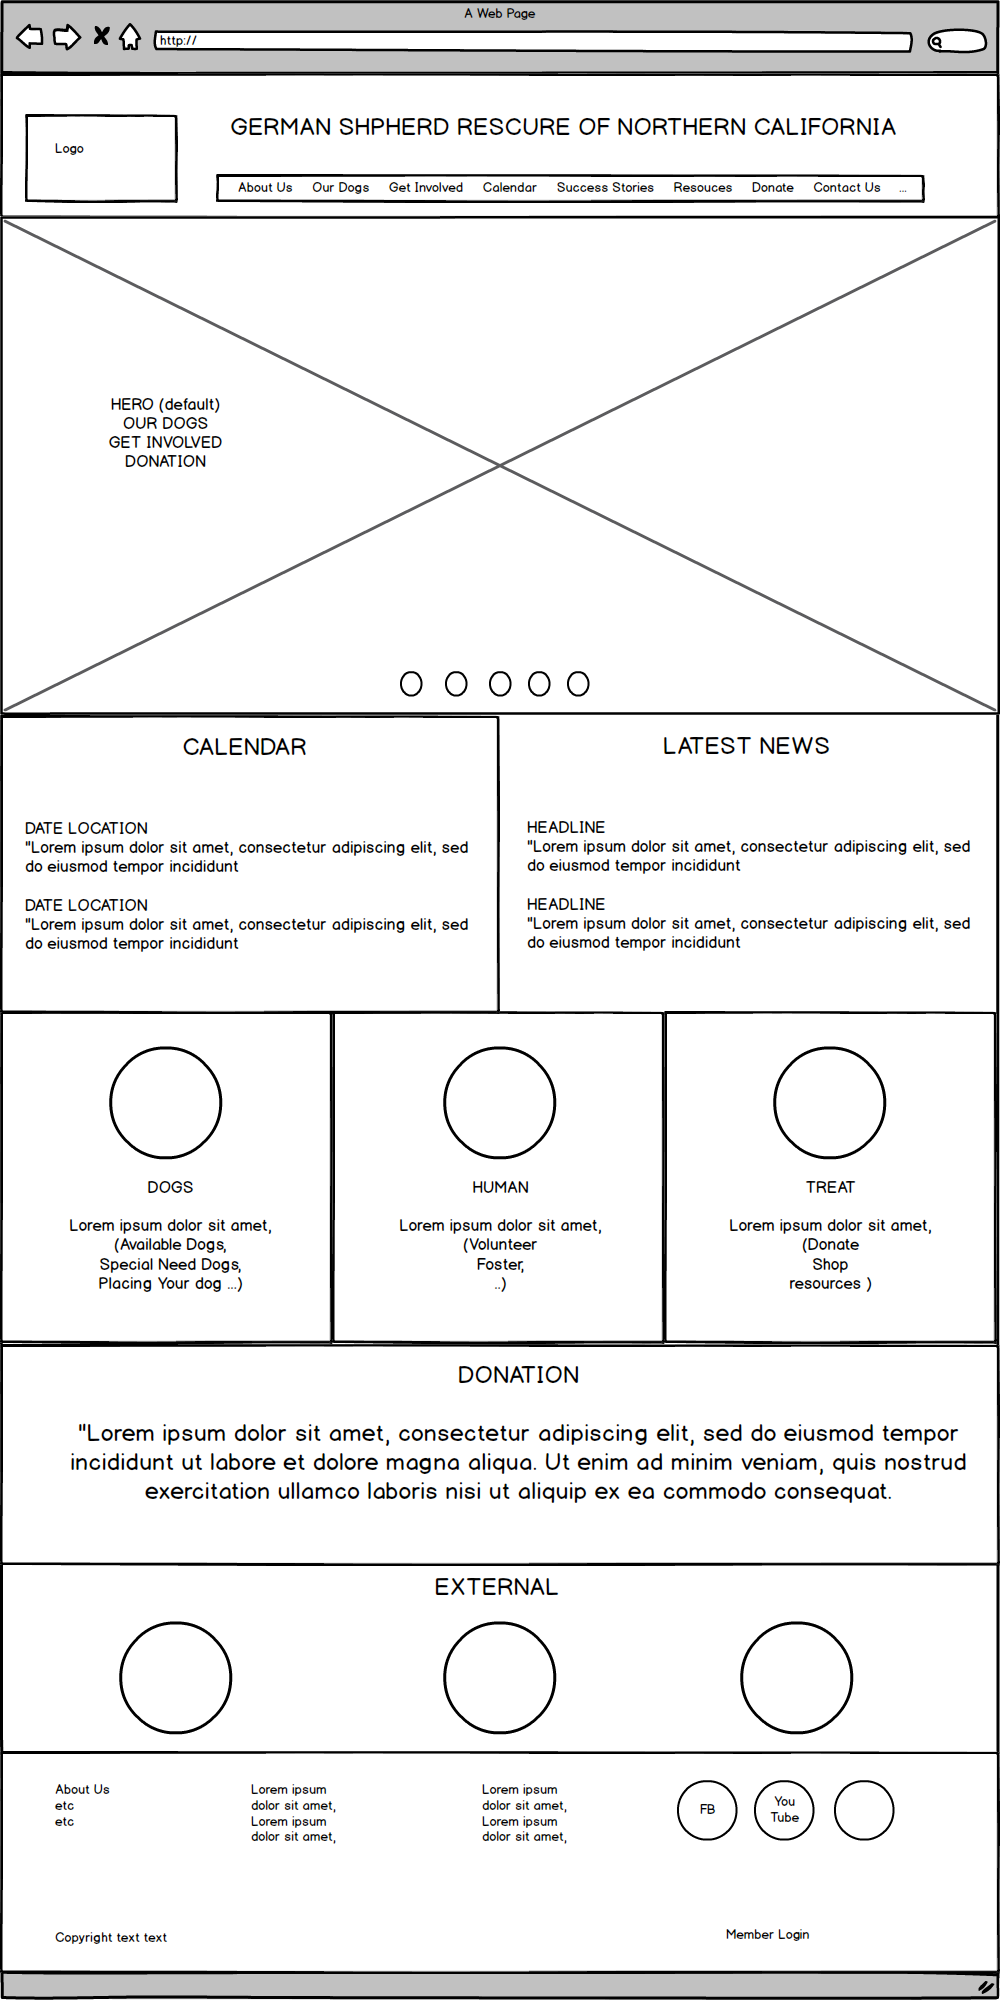 A Web Page
http://
GERMAN SHPHERD RESCURE OF NORTHERN CALIFORNIA
Logo
About Us Our Dogs Get Involved Calendar Success Stories Resouces Donate Contact Us ...
HERO (default)
OUR DOGS
GET INVOLVED
DONATION
CALENDAR
DATE LOCATION
"Lorem ipsum dolor sit amet, consectetur adipiscing elit, sed
do eiusmod tempor incididunt
DATE LOCATION
"Lorem ipsum dolor sit amet, consectetur adipiscing elit, sed
do eiusmod tempor incididunt
LATEST NEWS
HEADLINE
"Lorem ipsum dolor sit amet, consectetur adipiscing elit, sed
do eiusmod tempor incididunt
HEADLINE
"Lorem ipsum dolor sit amet, consectetur adipiscing elit, sed
do eiusmod tempor incididunt
DOGS
Lorem ipsum dolor sit amet,
(Available Dogs,
Special Need Dogs,
Placing Your dog ...)
HUMAN
Lorem ipsum dolor sit amet,
(Volunteer
Foster,
..)
TREAT
Lorem ipsum dolor sit amet,
(Donate
Shop
resources )
DONATION
"Lorem ipsum dolor sit amet, consectetur adipiscing elit, sed do eiusmod tempor
incididunt ut labore et dolore magna aliqua. Ut enim ad minim veniam, quis nostrud
exercitation ullamco laboris nisi ut aliquip ex ea commodo consequat.
EXTERNAL
About Us
etc
etc
Lorem ipsum
dolor sit amet,
Lorem ipsum
dolor sit amet,
Lorem ipsum
dolor sit amet,
Lorem ipsum
dolor sit amet,
FB
You
Tube
Copyright text text
Member Login